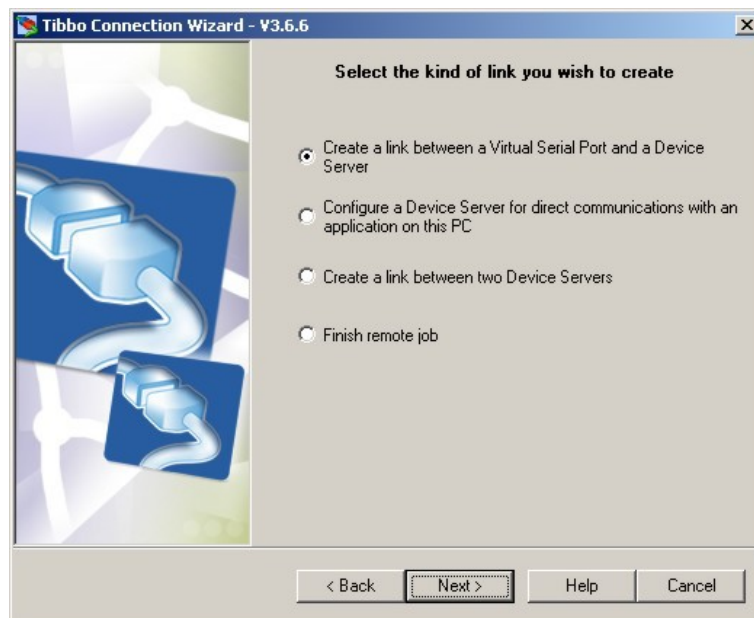 Tibbo Connection Wizard - V3.6.6
Select the kind of link you wish to create
Create a link between a Virtual Serial Port and a Device
Server
Configure a Device Server for direct communications with an
application on this PC
Create a link between two Device Servers
Finish remote job
< Back
Next >
Help
Cancel